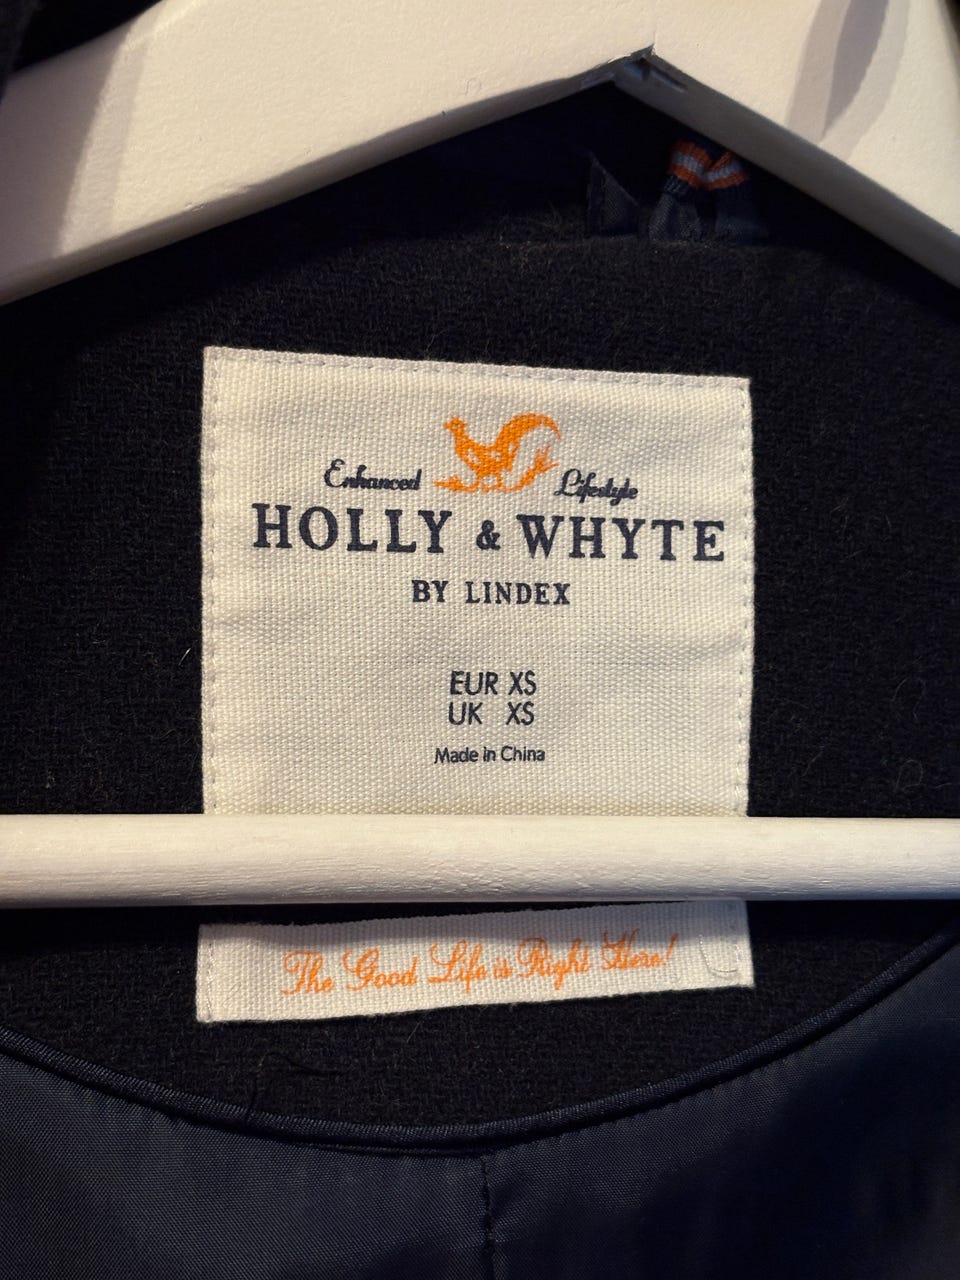 Enhanced Lifestyle
HOLLY & WHYTE
BY LINDEX
EUR XS
UK XS
Made in China
The Good Life is Right Here!